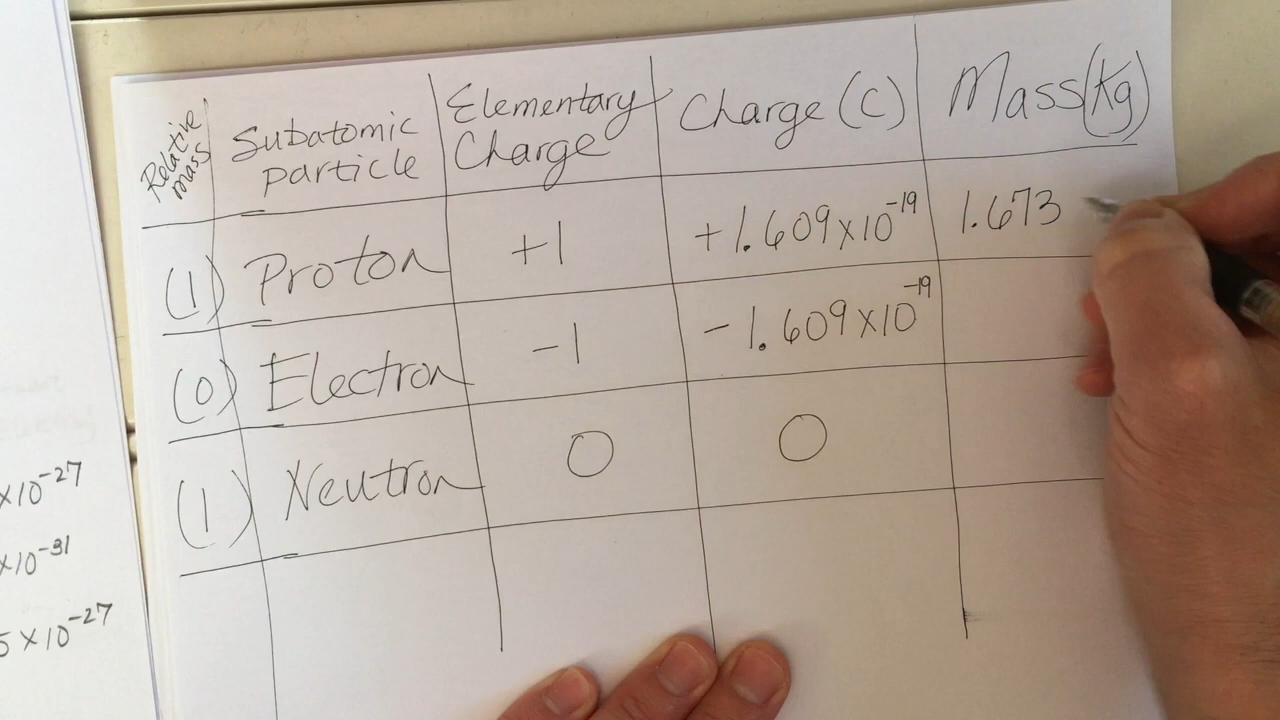 Relative
mass
Subatomic
particle
Elementary
Charge
Charge (C)
Mass (kg)
(1) Proton +1 +1.609x10⁻¹⁹ 1.673
(0) Electron -1 -1.609x10⁻¹⁹
(1) Neutron 0 0
x10⁻²⁷
x10⁻³¹
5x10⁻²⁷